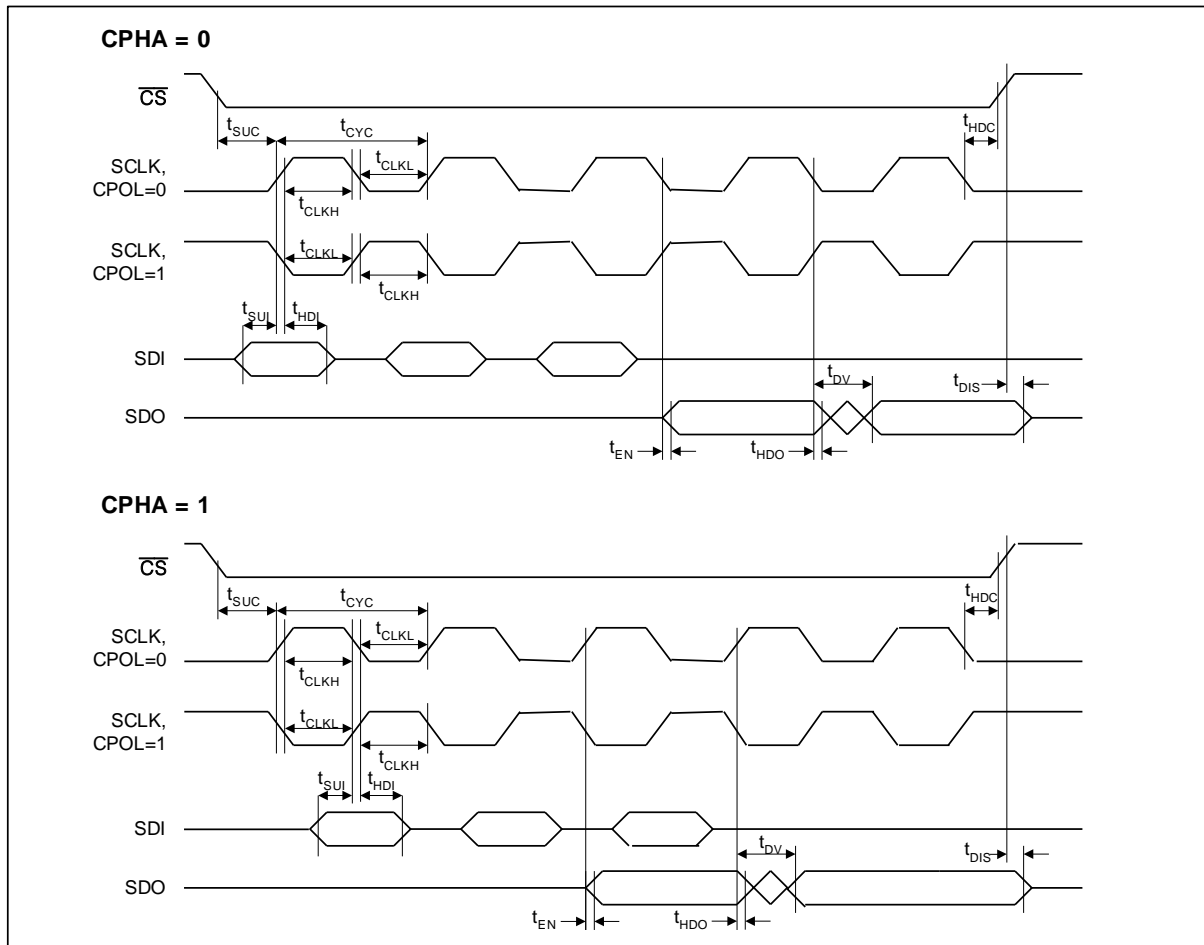 CPHA = 0
CS
tSUC
tCYC
tHDC
SCLK,
CPOL=0
tCLKL
tCLKH
SCLK,
CPOL=1
tCLKL
tCLKH
tSUI
tHDI
SDI
tDV
tDIS
SDO
tEN
tHDO
CPHA = 1
CS
tSUC
tCYC
tHDC
SCLK,
CPOL=0
tCLKL
tCLKH
SCLK,
CPOL=1
tCLKL
tCLKH
tSUI
tHDI
SDI
tDV
tDIS
SDO
tEN
tHDO